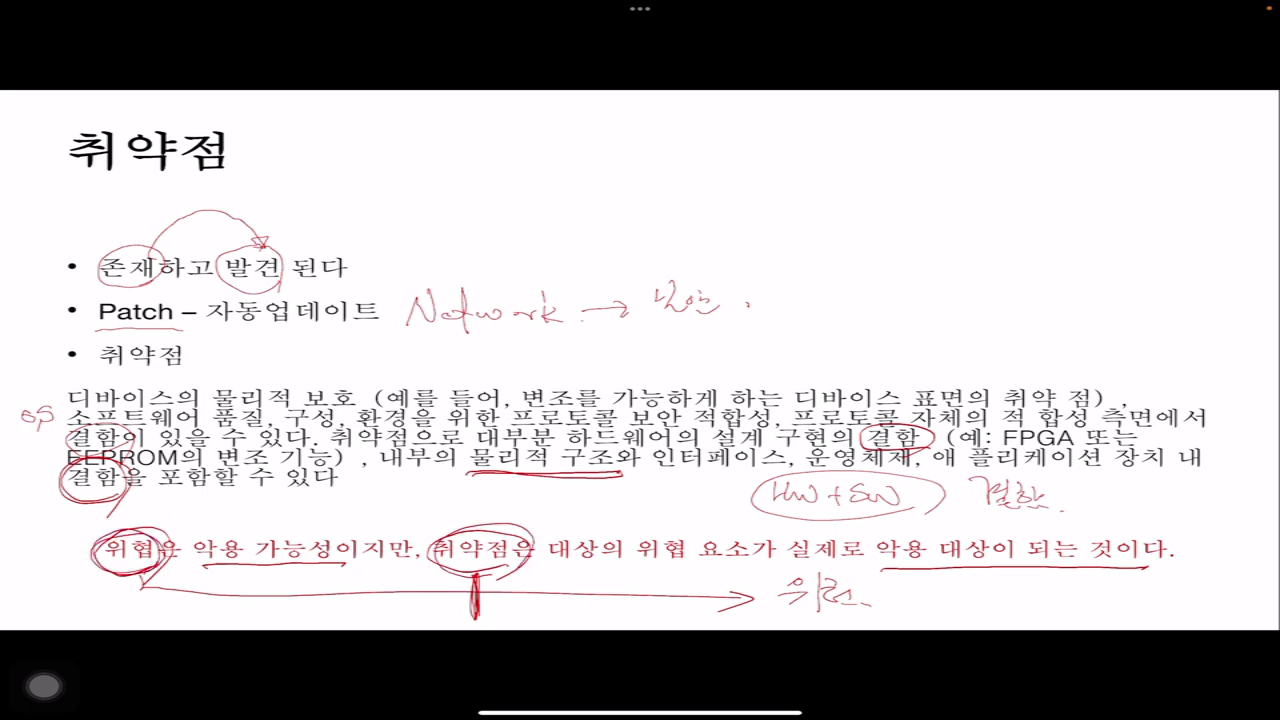 취약점
• 존재하고 발견 된다
• Patch – 자동업데이트 Network → 보안
• 취약점
디바이스의 물리적 보호 (예를 들어, 변조를 가능하게 하는 디바이스 표면의 취약 점) ,
소프트웨어 품질, 구성, 환경을 위한 프로토콜 보안 적합성, 프로토콜 자체의 적 합성 측면에서
결함이 있을 수 있다. 취약점으로 대부분 하드웨어의 설계 구현의 결함 (예: FPGA 또는
EEPROM의 변조 기능) , 내부의 물리적 구조와 인터페이스, 운영체제, 애 플리케이션 장치 내
결함을 포함할 수 있다
HW + SW 결함.
위협은 악용 가능성이지만, 취약점은 대상의 위협 요소가 실제로 악용 대상이 되는 것이다.
위험